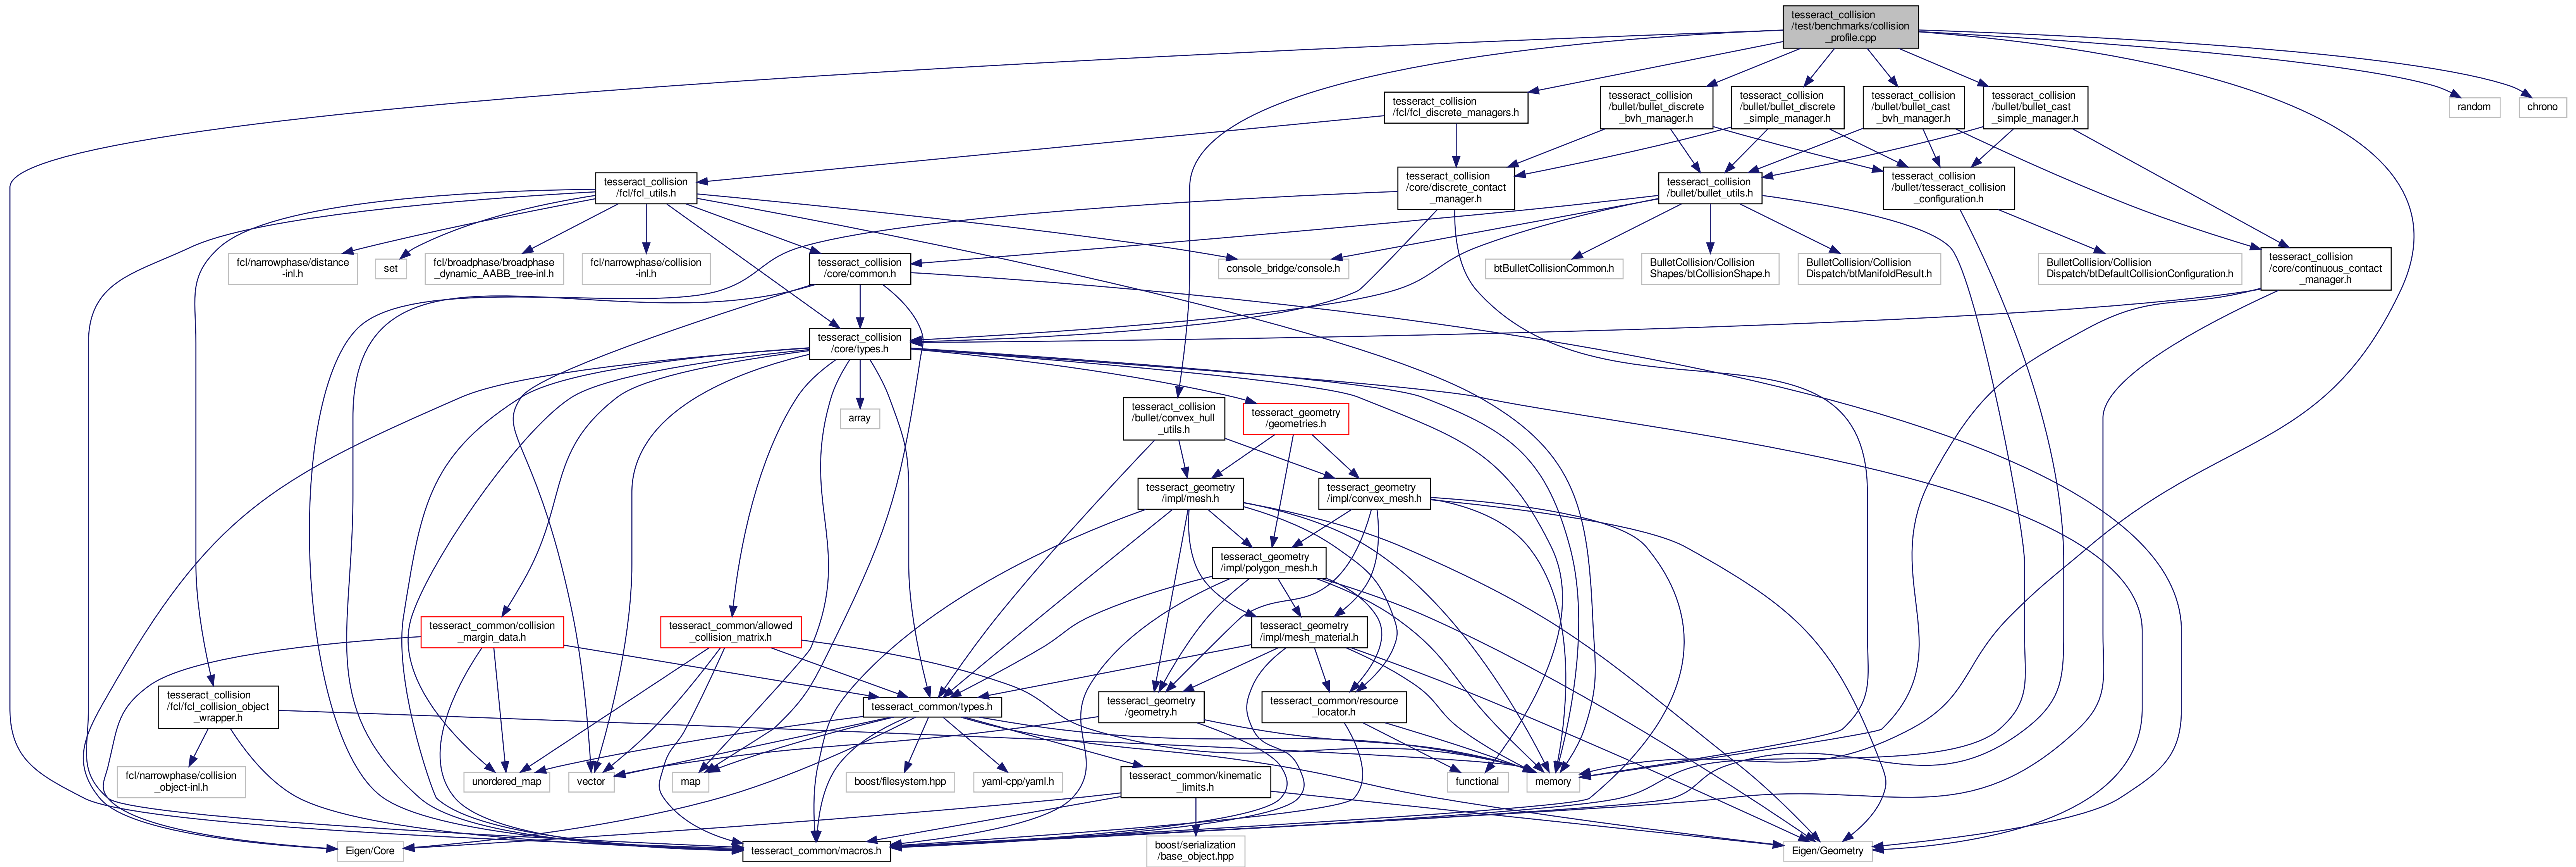 tesseract_collision
/test/benchmarks/collision
_profile.cpp
tesseract_collision
/fcl/fcl_discrete_managers.h
tesseract_collision
/bullet/bullet_discrete
_bvh_manager.h
tesseract_collision
/bullet/bullet_discrete
_simple_manager.h
tesseract_collision
/bullet/bullet_cast
_bvh_manager.h
tesseract_collision
/bullet/bullet_cast
_simple_manager.h
random
chrono
tesseract_collision
/fcl/fcl_utils.h
tesseract_collision
/core/discrete_contact
_manager.h
tesseract_collision
/bullet/bullet_utils.h
tesseract_collision
/bullet/tesseract_collision
_configuration.h
fcl/narrowphase/distance
-inl.h
set
fcl/broadphase/broadphase
_dynamic_AABB_tree-inl.h
fcl/narrowphase/collision
-inl.h
tesseract_collision
/core/common.h
console_bridge/console.h
btBulletCollisionCommon.h
BulletCollision/Collision
Shapes/btCollisionShape.h
BulletCollision/Collision
Dispatch/btManifoldResult.h
BulletCollision/Collision
Dispatch/btDefaultCollisionConfiguration.h
tesseract_collision
/core/continuous_contact
_manager.h
tesseract_collision
/core/types.h
array
tesseract_collision
/bullet/convex_hull
_utils.h
tesseract_geometry
/geometries.h
tesseract_geometry
/impl/mesh.h
tesseract_geometry
/impl/convex_mesh.h
tesseract_geometry
/impl/polygon_mesh.h
tesseract_common/collision
_margin_data.h
tesseract_common/allowed
_collision_matrix.h
tesseract_geometry
/impl/mesh_material.h
tesseract_collision
/fcl/fcl_collision_object
_wrapper.h
tesseract_common/types.h
tesseract_geometry
/geometry.h
tesseract_common/resource
_locator.h
fcl/narrowphase/collision
_object-inl.h
unordered_map
vector
map
boost/filesystem.hpp
yaml-cpp/yaml.h
tesseract_common/kinematic
_limits.h
functional
memory
Eigen/Core
tesseract_common/macros.h
boost/serialization
/base_object.hpp
Eigen/Geometry